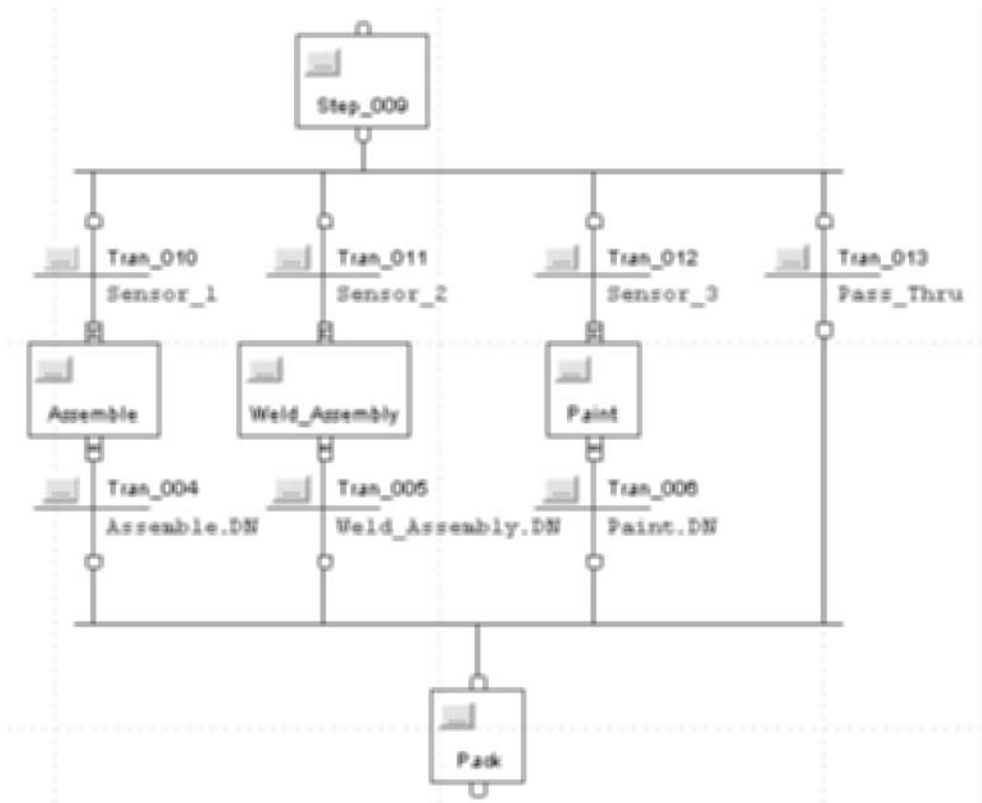 Step_009
Tran_010
Sensor_1
Tran_011
Sensor_2
Tran_012
Sensor_3
Tran_013
Pass_Thru
Assemble
Weld_Assembly
Paint
Tran_004
Assemble.DN
Tran_005
Weld_Assembly.DN
Tran_006
Paint.DN
Pack